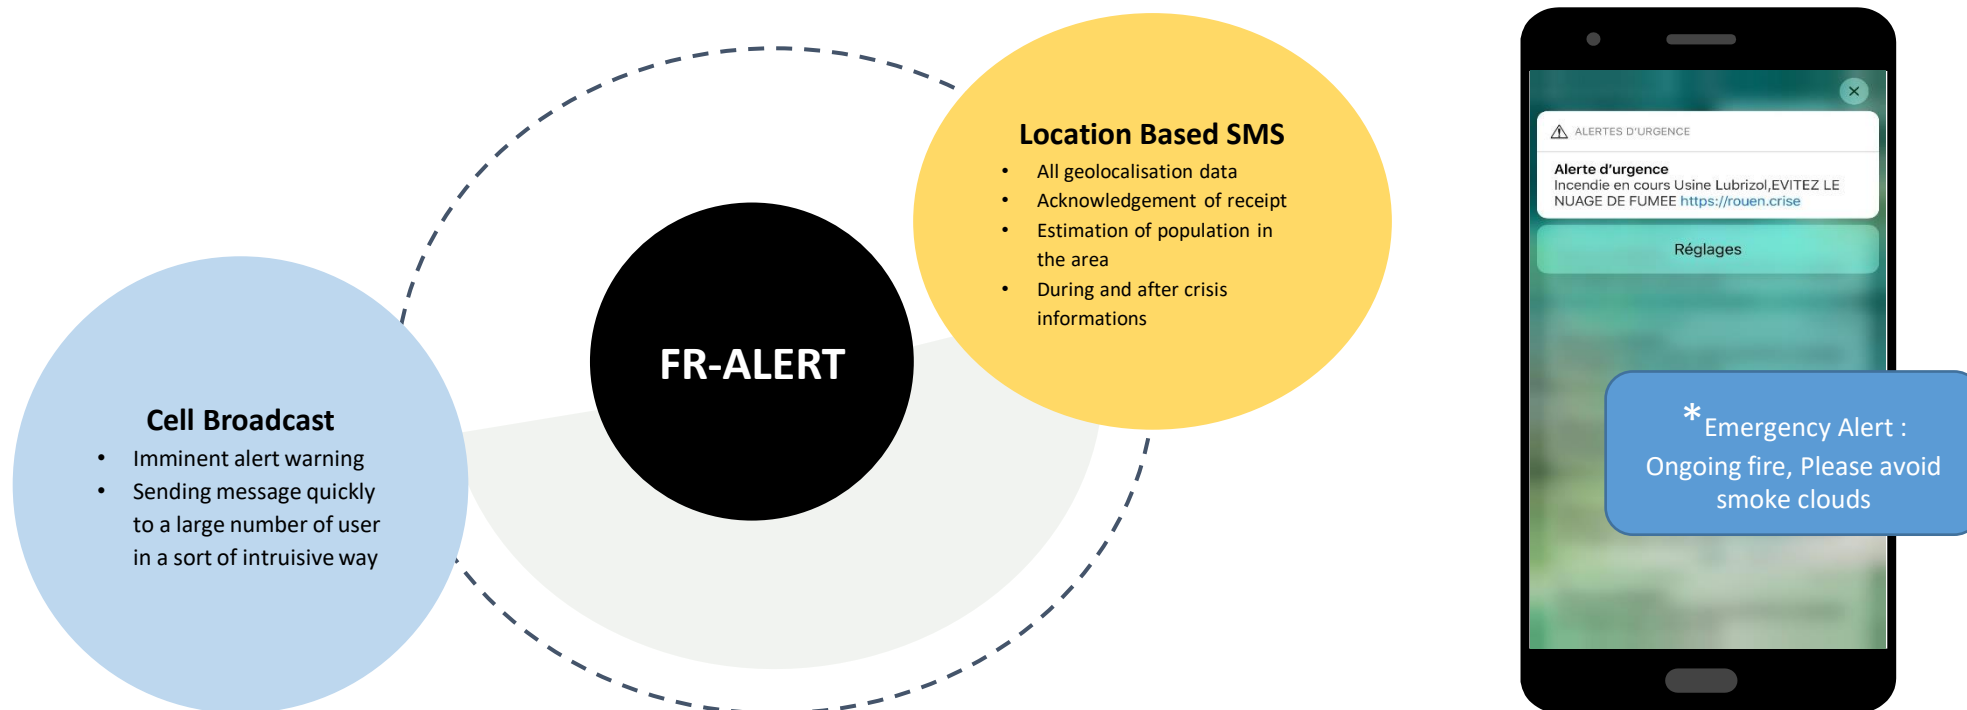 Cell Broadcast
• Imminent alert warning
• Sending message quickly
to a large number of user
in a sort of intruisive way
FR-ALERT
Location Based SMS
• All geolocalisation data
• Acknowledgement of receipt
• Estimation of population in
the area
• During and after crisis
informations
ALERTES D'URGENCE
Alerte d'urgence
Incendie en cours Usine Lubrizol,EVITEZ LE
NUAGE DE FUMEE https://rouen.crise
Réglages
*Emergency Alert :
Ongoing fire, Please avoid
smoke clouds